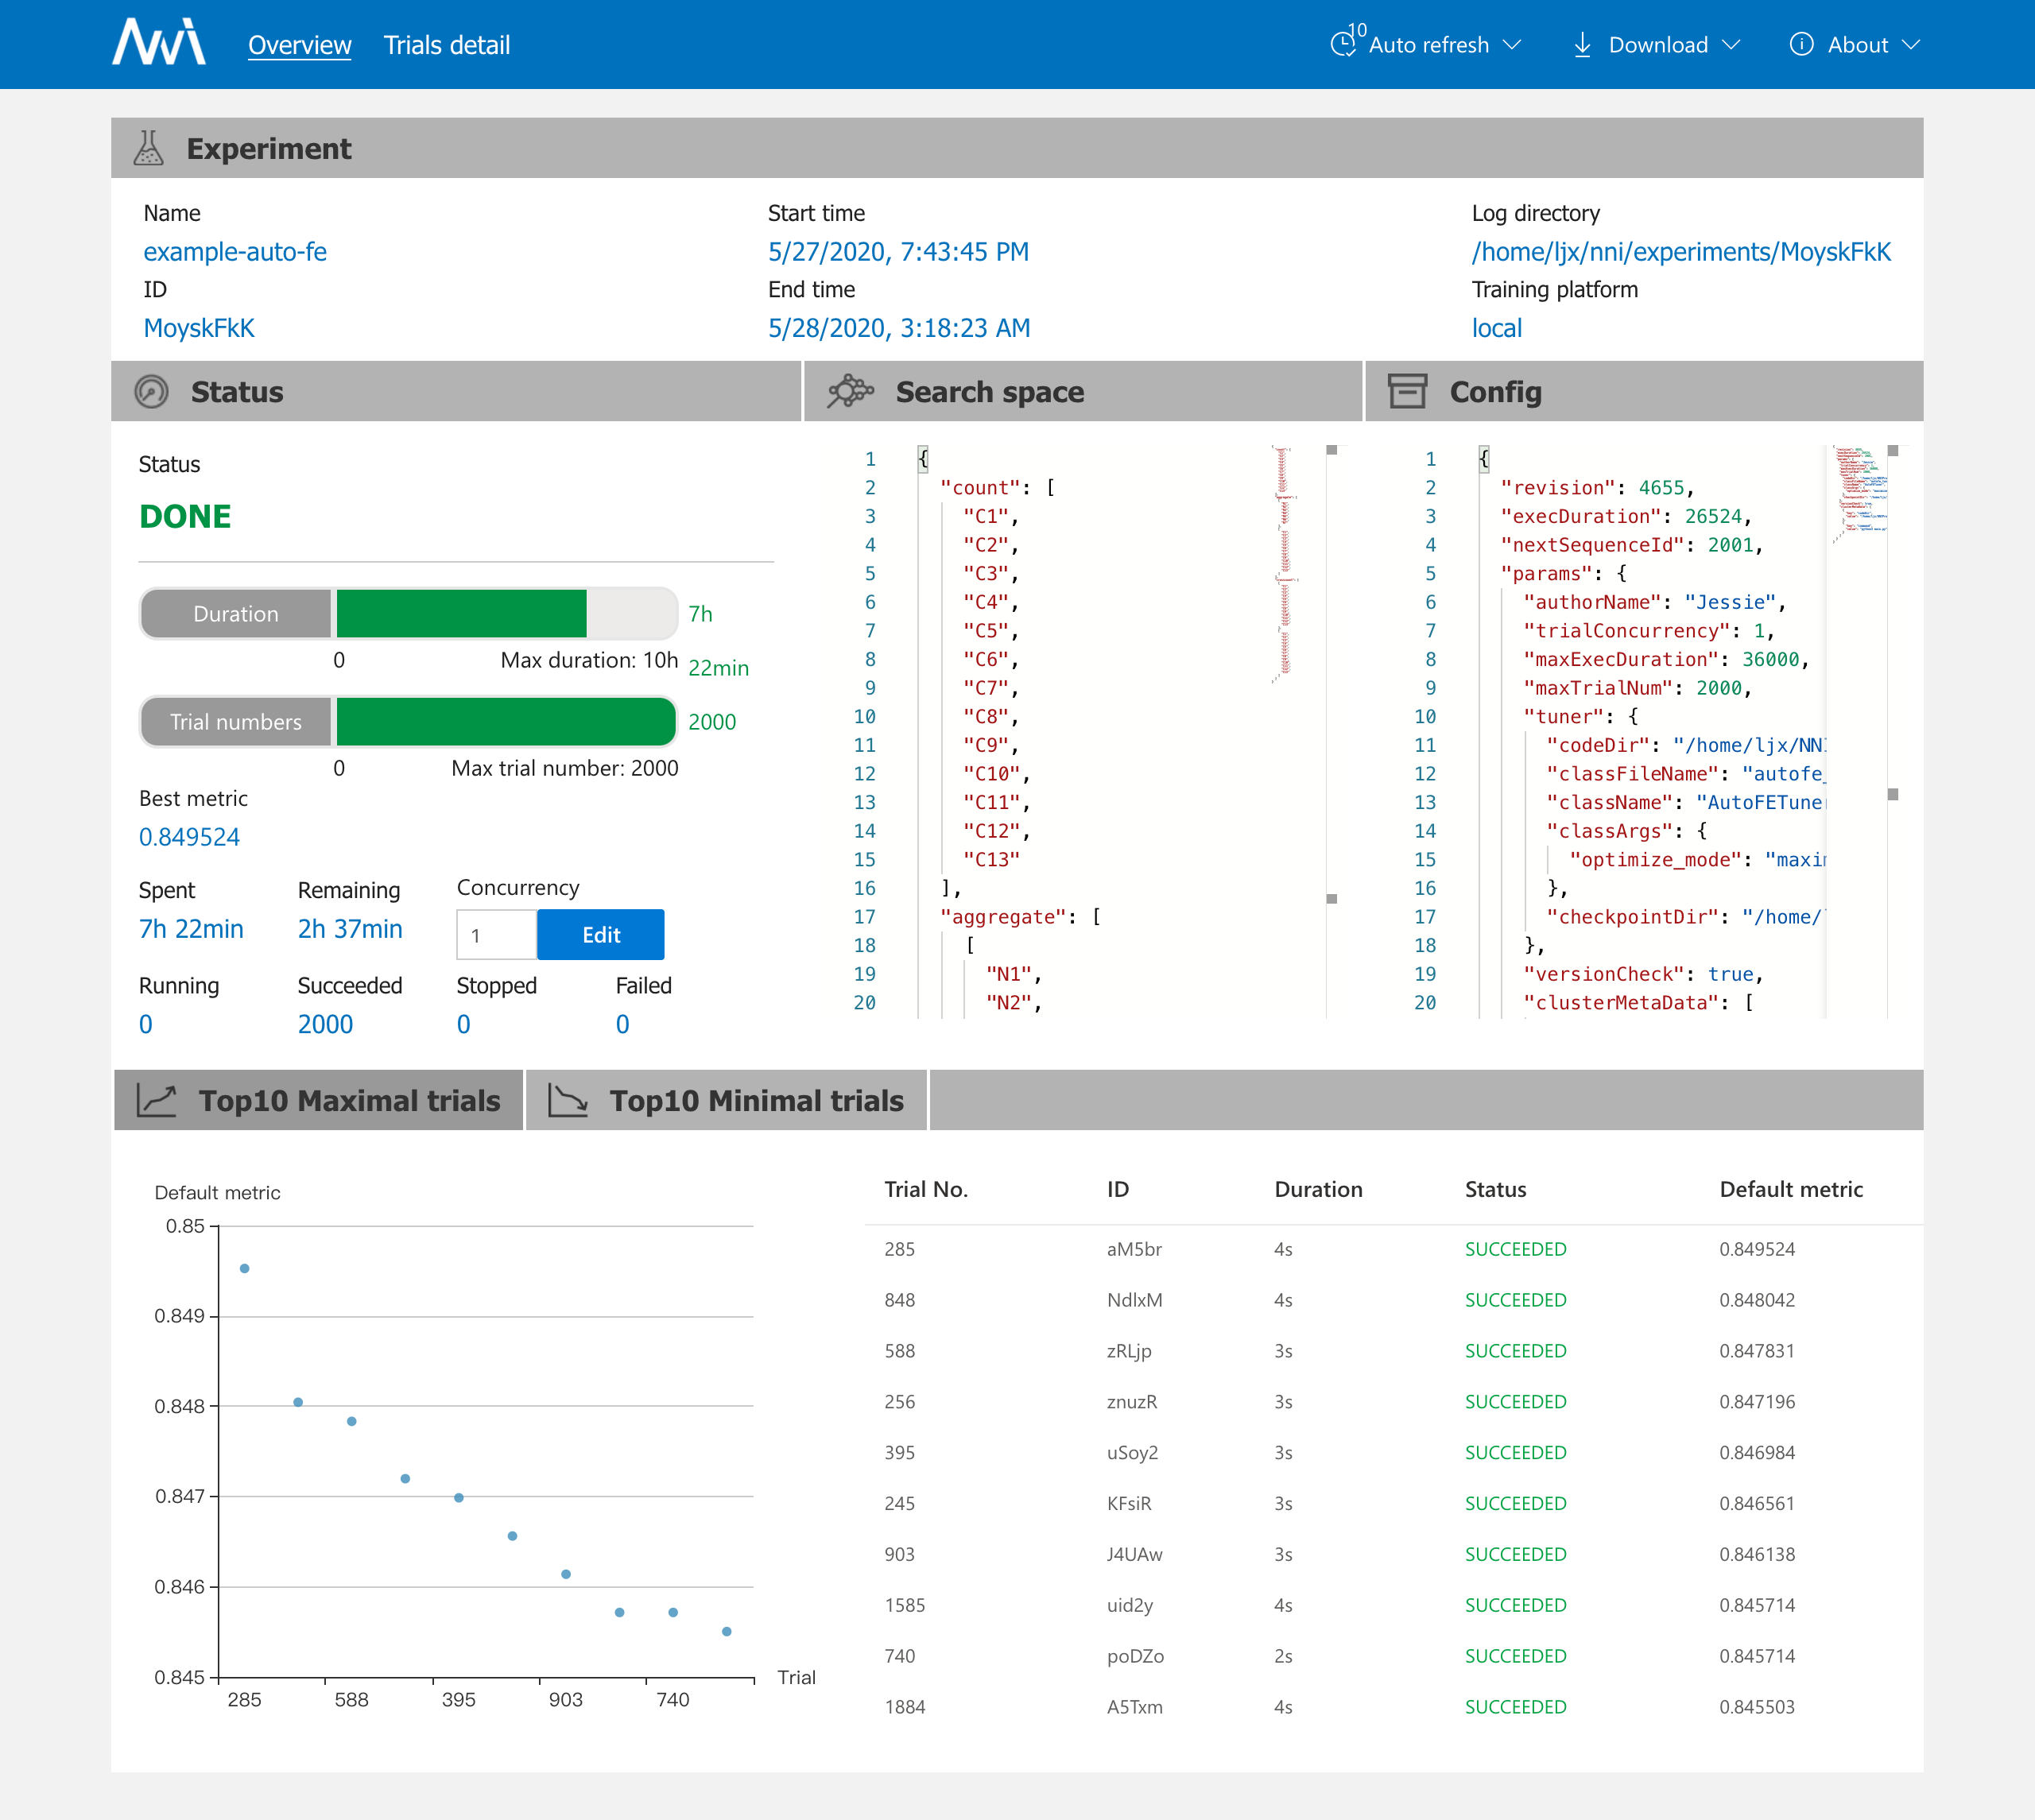 NNI Overview Trials detail 10 Auto refresh Download About
Experiment
Name
example-auto-fe
ID
MoyskFkK
Start time
5/27/2020, 7:43:45 PM
End time
5/28/2020, 3:18:23 AM
Log directory
/home/ljx/nni/experiments/MoyskFkK
Training platform
local
Status
Status
DONE
Duration
7h
22min
0 Max duration: 10h
Trial numbers
2000
0 Max trial number: 2000
Best metric
0.849524
Spent Remaining Concurrency
7h 22min 2h 37min 1 Edit
Running Succeeded Stopped Failed
0 2000 0 0
Search space
1 {
2 "count": [
3 "C1",
4 "C2",
5 "C3",
6 "C4",
7 "C5",
8 "C6",
9 "C7",
10 "C8",
11 "C9",
12 "C10",
13 "C11",
14 "C12",
15 "C13"
16 ],
17 "aggregate": [
18 [
19 "N1",
20 "N2",
Config
1 {
2 "revision": 4655,
3 "execDuration": 26524,
4 "nextSequenceId": 2001,
5 "params": {
6 "authorName": "Jessie",
7 "trialConcurrency": 1,
8 "maxExecDuration": 36000,
9 "maxTrialNum": 2000,
10 "tuner": {
11 "codeDir": "/home/ljx/NNI
12 "classFileName": "autofe_
13 "className": "AutoFETuner
14 "classArgs": {
15 "optimize_mode": "maxim
16 },
17 "checkpointDir": "/home/l
18 },
19 "versionCheck": true,
20 "clusterMetaData": [
Top10 Maximal trials Top10 Minimal trials
Default metric
0.85
0.849
0.848
0.847
0.846
0.845
285 588 395 903 740
Trial
Trial No. ID Duration Status Default metric
285 aM5br 4s SUCCEEDED 0.849524
848 NdlxM 4s SUCCEEDED 0.848042
588 zRLjp 3s SUCCEEDED 0.847831
256 znuzR 3s SUCCEEDED 0.847196
395 uSoy2 3s SUCCEEDED 0.846984
245 KFsiR 3s SUCCEEDED 0.846561
903 J4UAw 3s SUCCEEDED 0.846138
1585 uid2y 4s SUCCEEDED 0.845714
740 poDZo 2s SUCCEEDED 0.845714
1884 A5Txm 4s SUCCEEDED 0.845503